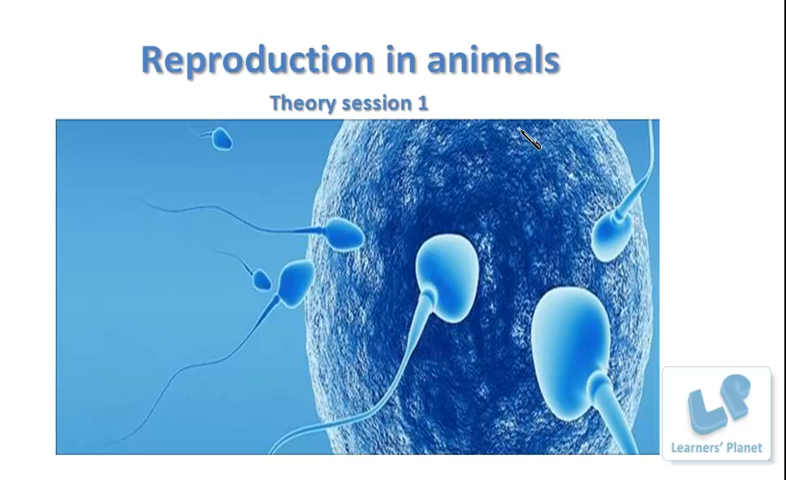 Reproduction in animals
Theory session 1
LP
Learners' Planet